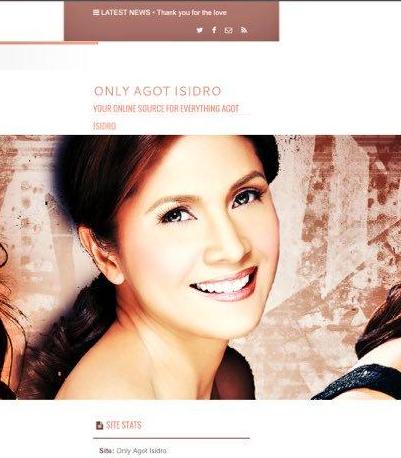 LATEST NEWS • Thank you for the love
ONLY AGOT ISIDRO
YOUR ONLINE SOURCE FOR EVERYTHING AGOT
ISIDRO
SITE STATS
Site: Only Agot Isidro